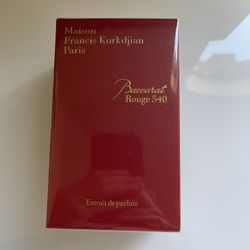 Maison
Francis Kurkdjian
Paris
Baccarat
Rouge 540
Extrait de parfum